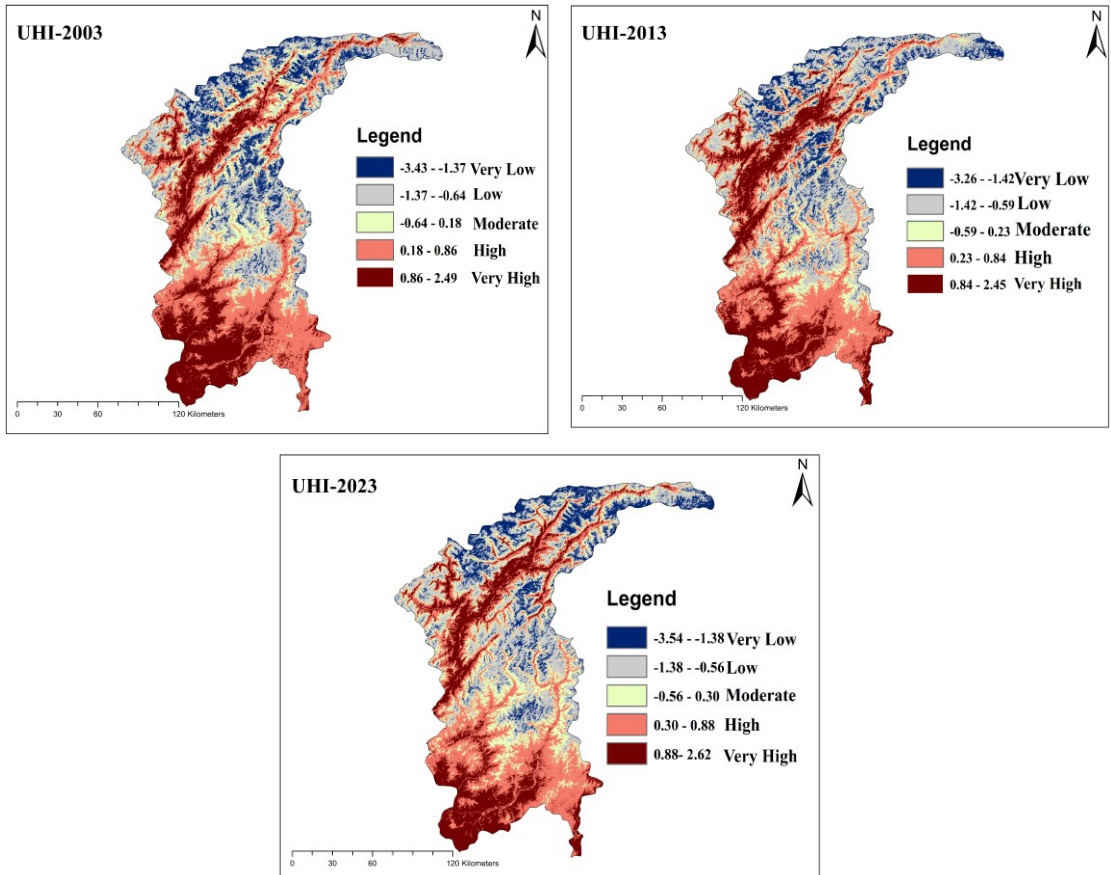 UHI-2003
N
Legend
-3.43 - -1.37 Very Low
-1.37 - -0.64 Low
-0.64 - 0.18 Moderate
0.18 - 0.86 High
0.86 - 2.49 Very High
0 30 60 120 Kilometers
UHI-2013
N
Legend
-3.26 - -1.42 Very Low
-1.42 - -0.59 Low
-0.59 - 0.23 Moderate
0.23 - 0.84 High
0.84 - 2.45 Very High
0 30 60 120 Kilometers
UHI-2023
N
Legend
-3.54 - -1.38 Very Low
-1.38 - -0.56 Low
-0.56 - 0.30 Moderate
0.30 - 0.88 High
0.88- 2.62 Very High
0 30 60 120 Kilometers